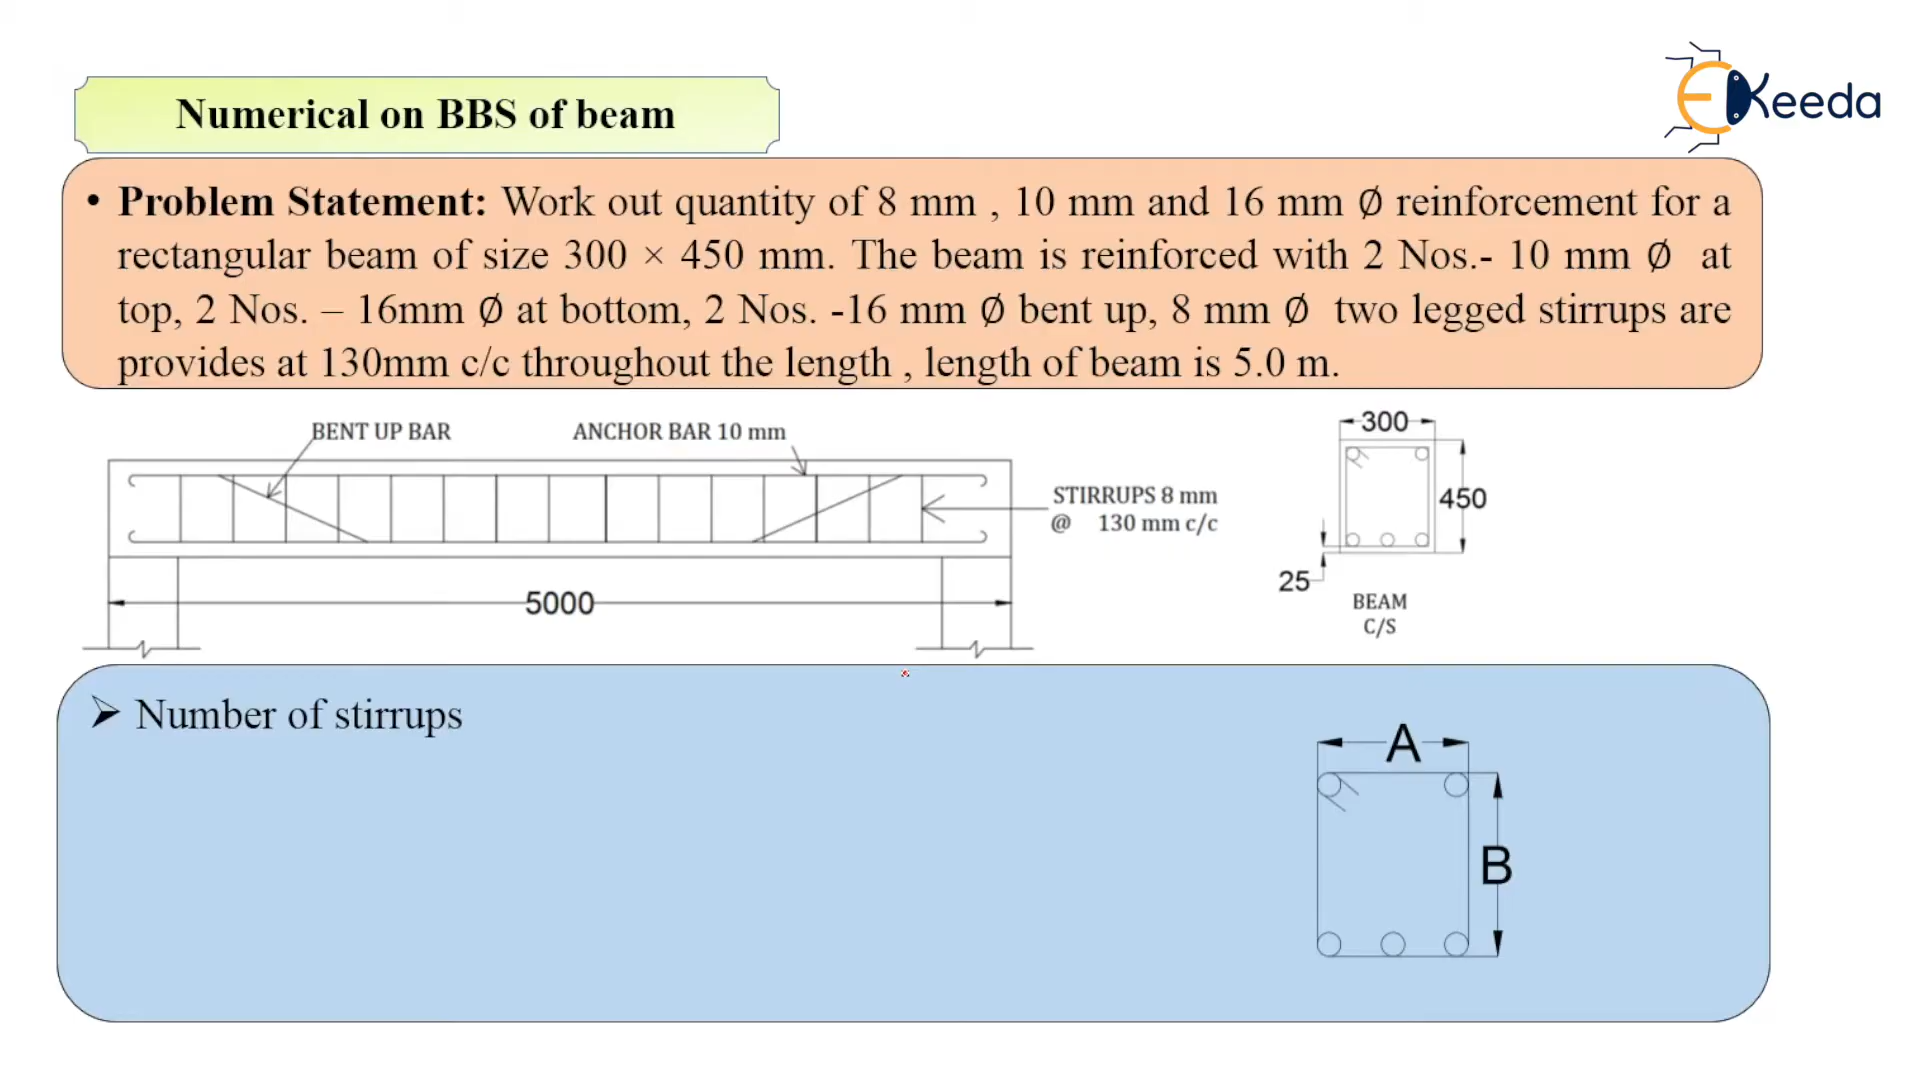 EKeeda
Numerical on BBS of beam
• Problem Statement: Work out quantity of 8 mm , 10 mm and 16 mm Ø reinforcement for a
rectangular beam of size 300 × 450 mm. The beam is reinforced with 2 Nos.- 10 mm Ø at
top, 2 Nos. – 16mm Ø at bottom, 2 Nos. -16 mm Ø bent up, 8 mm Ø two legged stirrups are
provides at 130mm c/c throughout the length , length of beam is 5.0 m.
BENT UP BAR
ANCHOR BAR 10 mm
STIRRUPS 8 mm
@ 130 mm c/c
5000
300
450
25
BEAM
C/S
➢ Number of stirrups
A
B